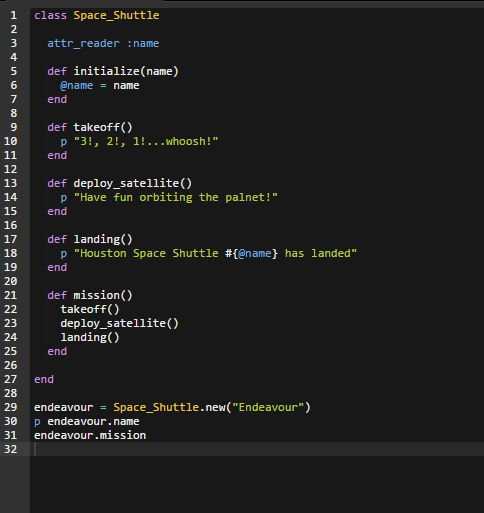 1 class Space_Shuttle
2
3   attr_reader :name
4
5   def initialize(name)
6     @name = name
7   end
8
9   def takeoff()
10     p "3!, 2!, 1!...whoosh!"
11   end
12
13   def deploy_satellite()
14     p "Have fun orbiting the palnet!"
15   end
16
17   def landing()
18     p "Houston Space Shuttle #{@name} has landed"
19   end
20
21   def mission()
22     takeoff()
23     deploy_satellite()
24     landing()
25   end
26
27 end
28
29 endeavour = Space_Shuttle.new("Endeavour")
30 p endeavour.name
31 endeavour.mission
32